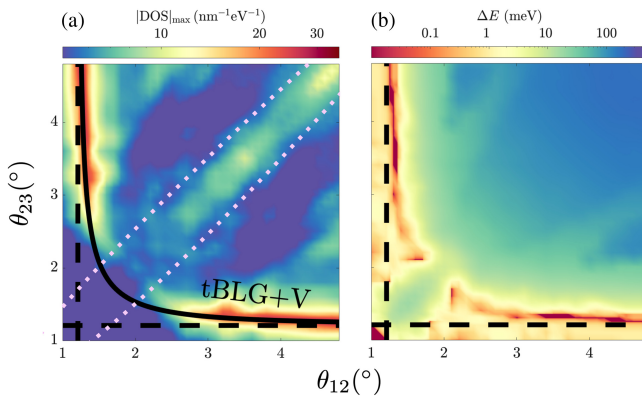 (a) |DOS|max (nm⁻¹eV⁻¹) (b) ΔE (meV)
10 20 30 0.1 1 10 100
4
3
2
1
θ23(°)
tBLG+V
1 2 3 4 1 2 3 4
θ12(°)